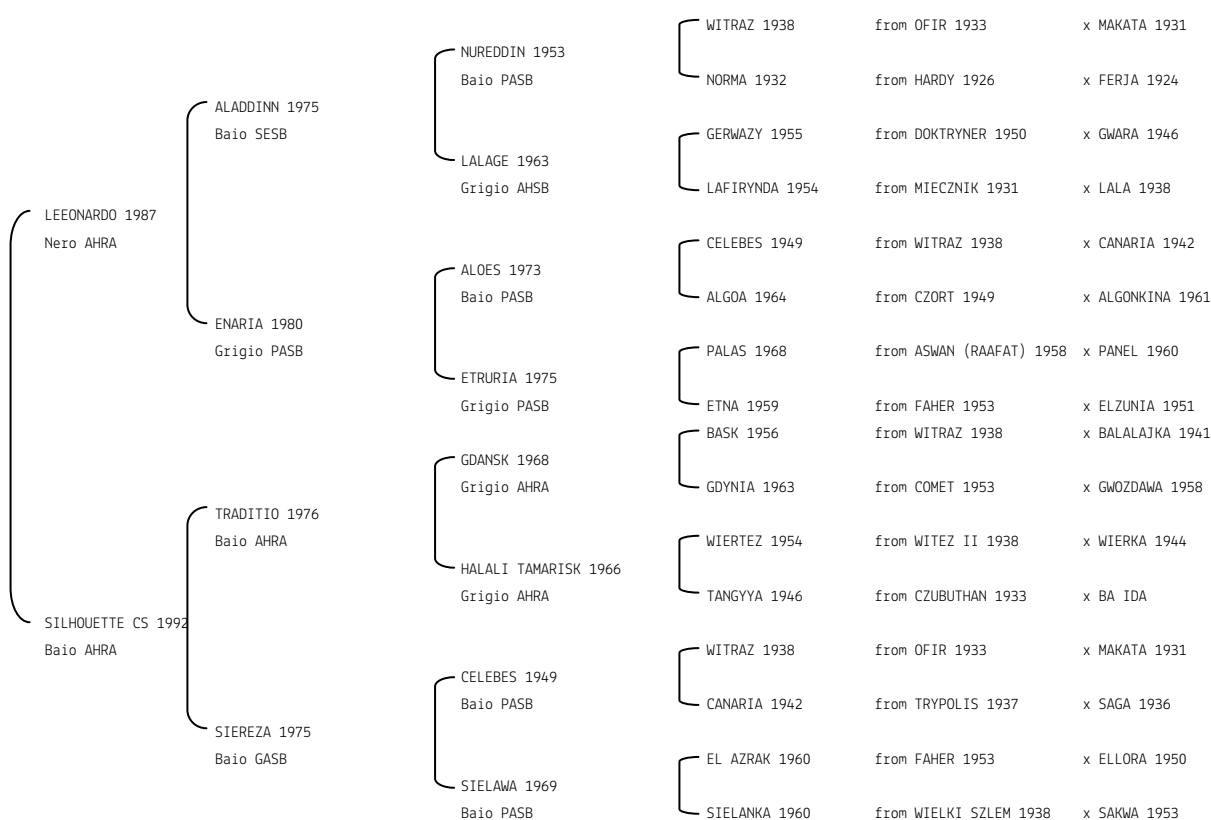 WITRAZ 1938 from OFIR 1933 x MAKATA 1931
NUREDDIN 1953
Baio PASB NORMA 1932 from HARDY 1926 x FERJA 1924
ALADDINN 1975
Baio SESB GERWAZY 1955 from DOKTRYNER 1950 x GWARA 1946
LALAGE 1963
Grigio AHSB LAFIRYNDA 1954 from MIECZNIK 1931 x LALA 1938
LEEONARDO 1987
Nero AHRA CELEBES 1949 from WITRAZ 1938 x CANARIA 1942
ALOES 1973
Baio PASB ALGOA 1964 from CZORT 1949 x ALGONKINA 1961
ENARIA 1980
Grigio PASB PALAS 1968 from ASWAN (RAAFAT) 1958 x PANEL 1960
ETRURIA 1975
Grigio PASB ETNA 1959 from FAHER 1953 x ELZUNIA 1951
BASK 1956 from WITRAZ 1938 x BALALAJKA 1941
GDANSK 1968
Grigio AHRA GDYNIA 1963 from COMET 1953 x GWOZDAWA 1958
TRADITIO 1976
Baio AHRA WIERTEZ 1954 from WITEZ II 1938 x WIERKA 1944
HALALI TAMARISK 1966
Grigio AHRA TANGYYA 1946 from CZUBUTHAN 1933 x BA IDA
SILHOUETTE CS 1992
Baio AHRA WITRAZ 1938 from OFIR 1933 x MAKATA 1931
CELEBES 1949
Baio PASB CANARIA 1942 from TRYPOLIS 1937 x SAGA 1936
SIEREZA 1975
Baio GASB EL AZRAK 1960 from FAHER 1953 x ELLORA 1950
SIELAWA 1969
Baio PASB SIELANKA 1960 from WIELKI SZLEM 1938 x SAKWA 1953